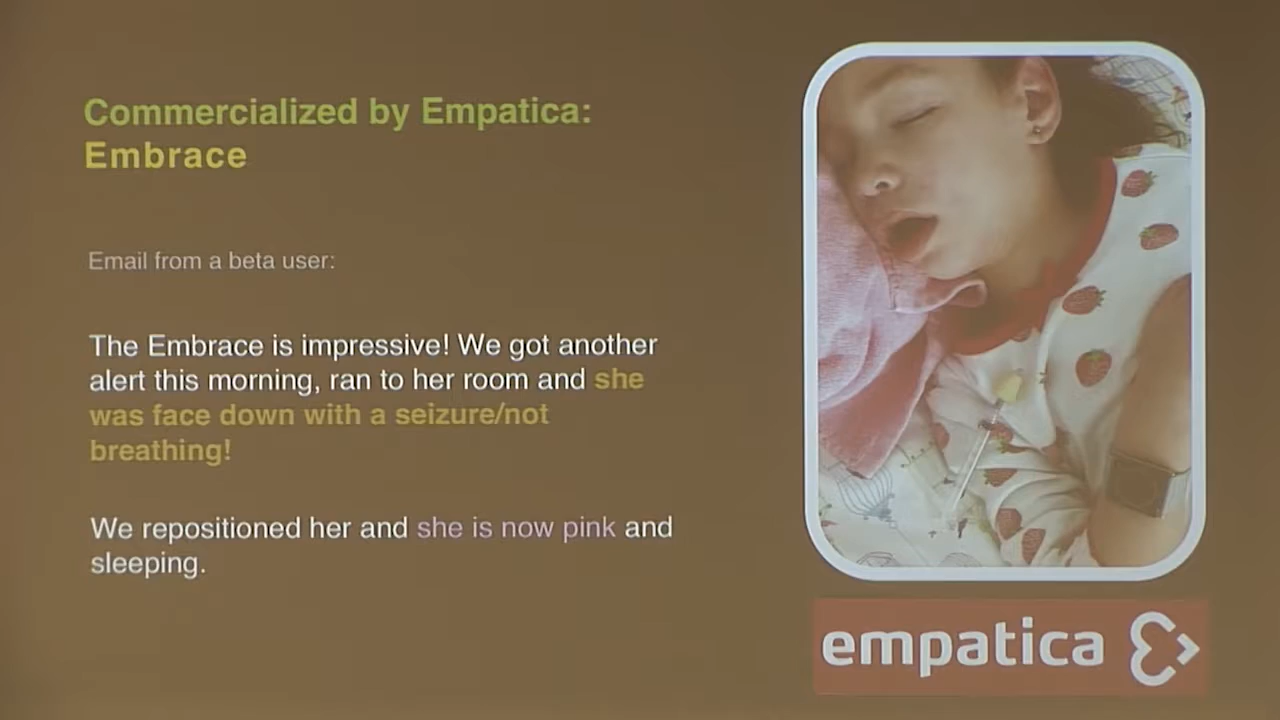 Commercialized by Empatica:
Embrace
Email from a beta user:
The Embrace is impressive! We got another
alert this morning, ran to her room and she
was face down with a seizure/not
breathing!
We repositioned her and she is now pink and
sleeping.
empatica